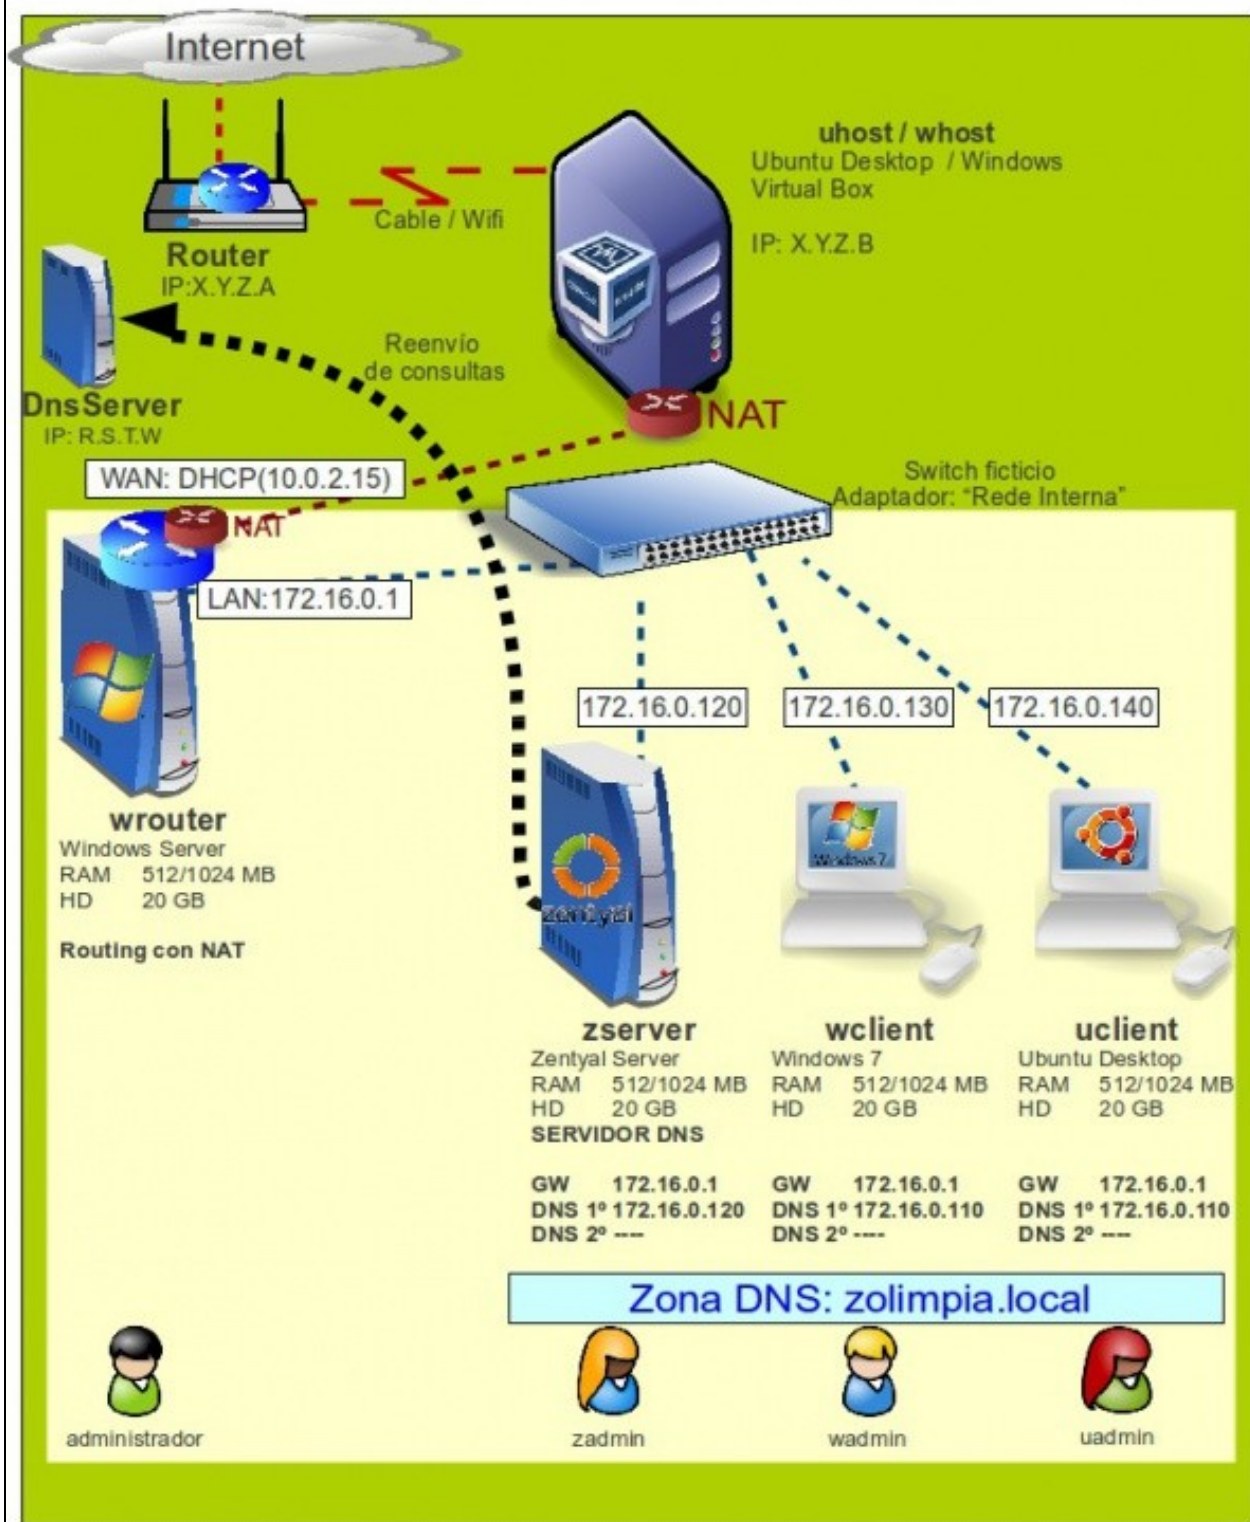 Internet
uhost / whost
Ubuntu Desktop / Windows
Virtual Box
IP: X.Y.Z.B
Cable / Wifi
Router
IP:X.Y.Z.A
Reenvío
de consultas
DnsServer
IP: R.S.T.W
NAT
WAN: DHCP(10.0.2.15)
Switch ficticio
Adaptador: “Rede Interna”
NAT
LAN:172.16.0.1
172.16.0.120
172.16.0.130
172.16.0.140
wrouter
Windows Server
RAM 512/1024 MB
HD 20 GB
Routing con NAT
zentyal
Windows7
zserver
Zentyal Server
RAM 512/1024 MB
HD 20 GB
SERVIDOR DNS
GW 172.16.0.1
DNS 1º 172.16.0.120
DNS 2º ----
wclient
Windows 7
RAM 512/1024 MB
HD 20 GB
GW 172.16.0.1
DNS 1º 172.16.0.110
DNS 2º ----
uclient
Ubuntu Desktop
RAM 512/1024 MB
HD 20 GB
GW 172.16.0.1
DNS 1º 172.16.0.110
DNS 2º ----
Zona DNS: zolimpia.local
administrador
zadmin
wadmin
uadmin